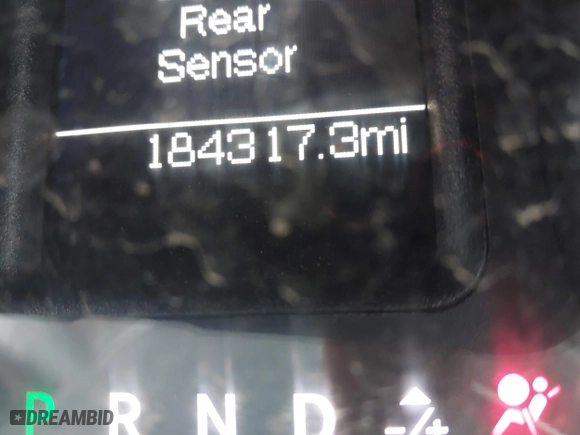 Rear
Sensor
184317.3mi
P R N D -/+
DREAMBID